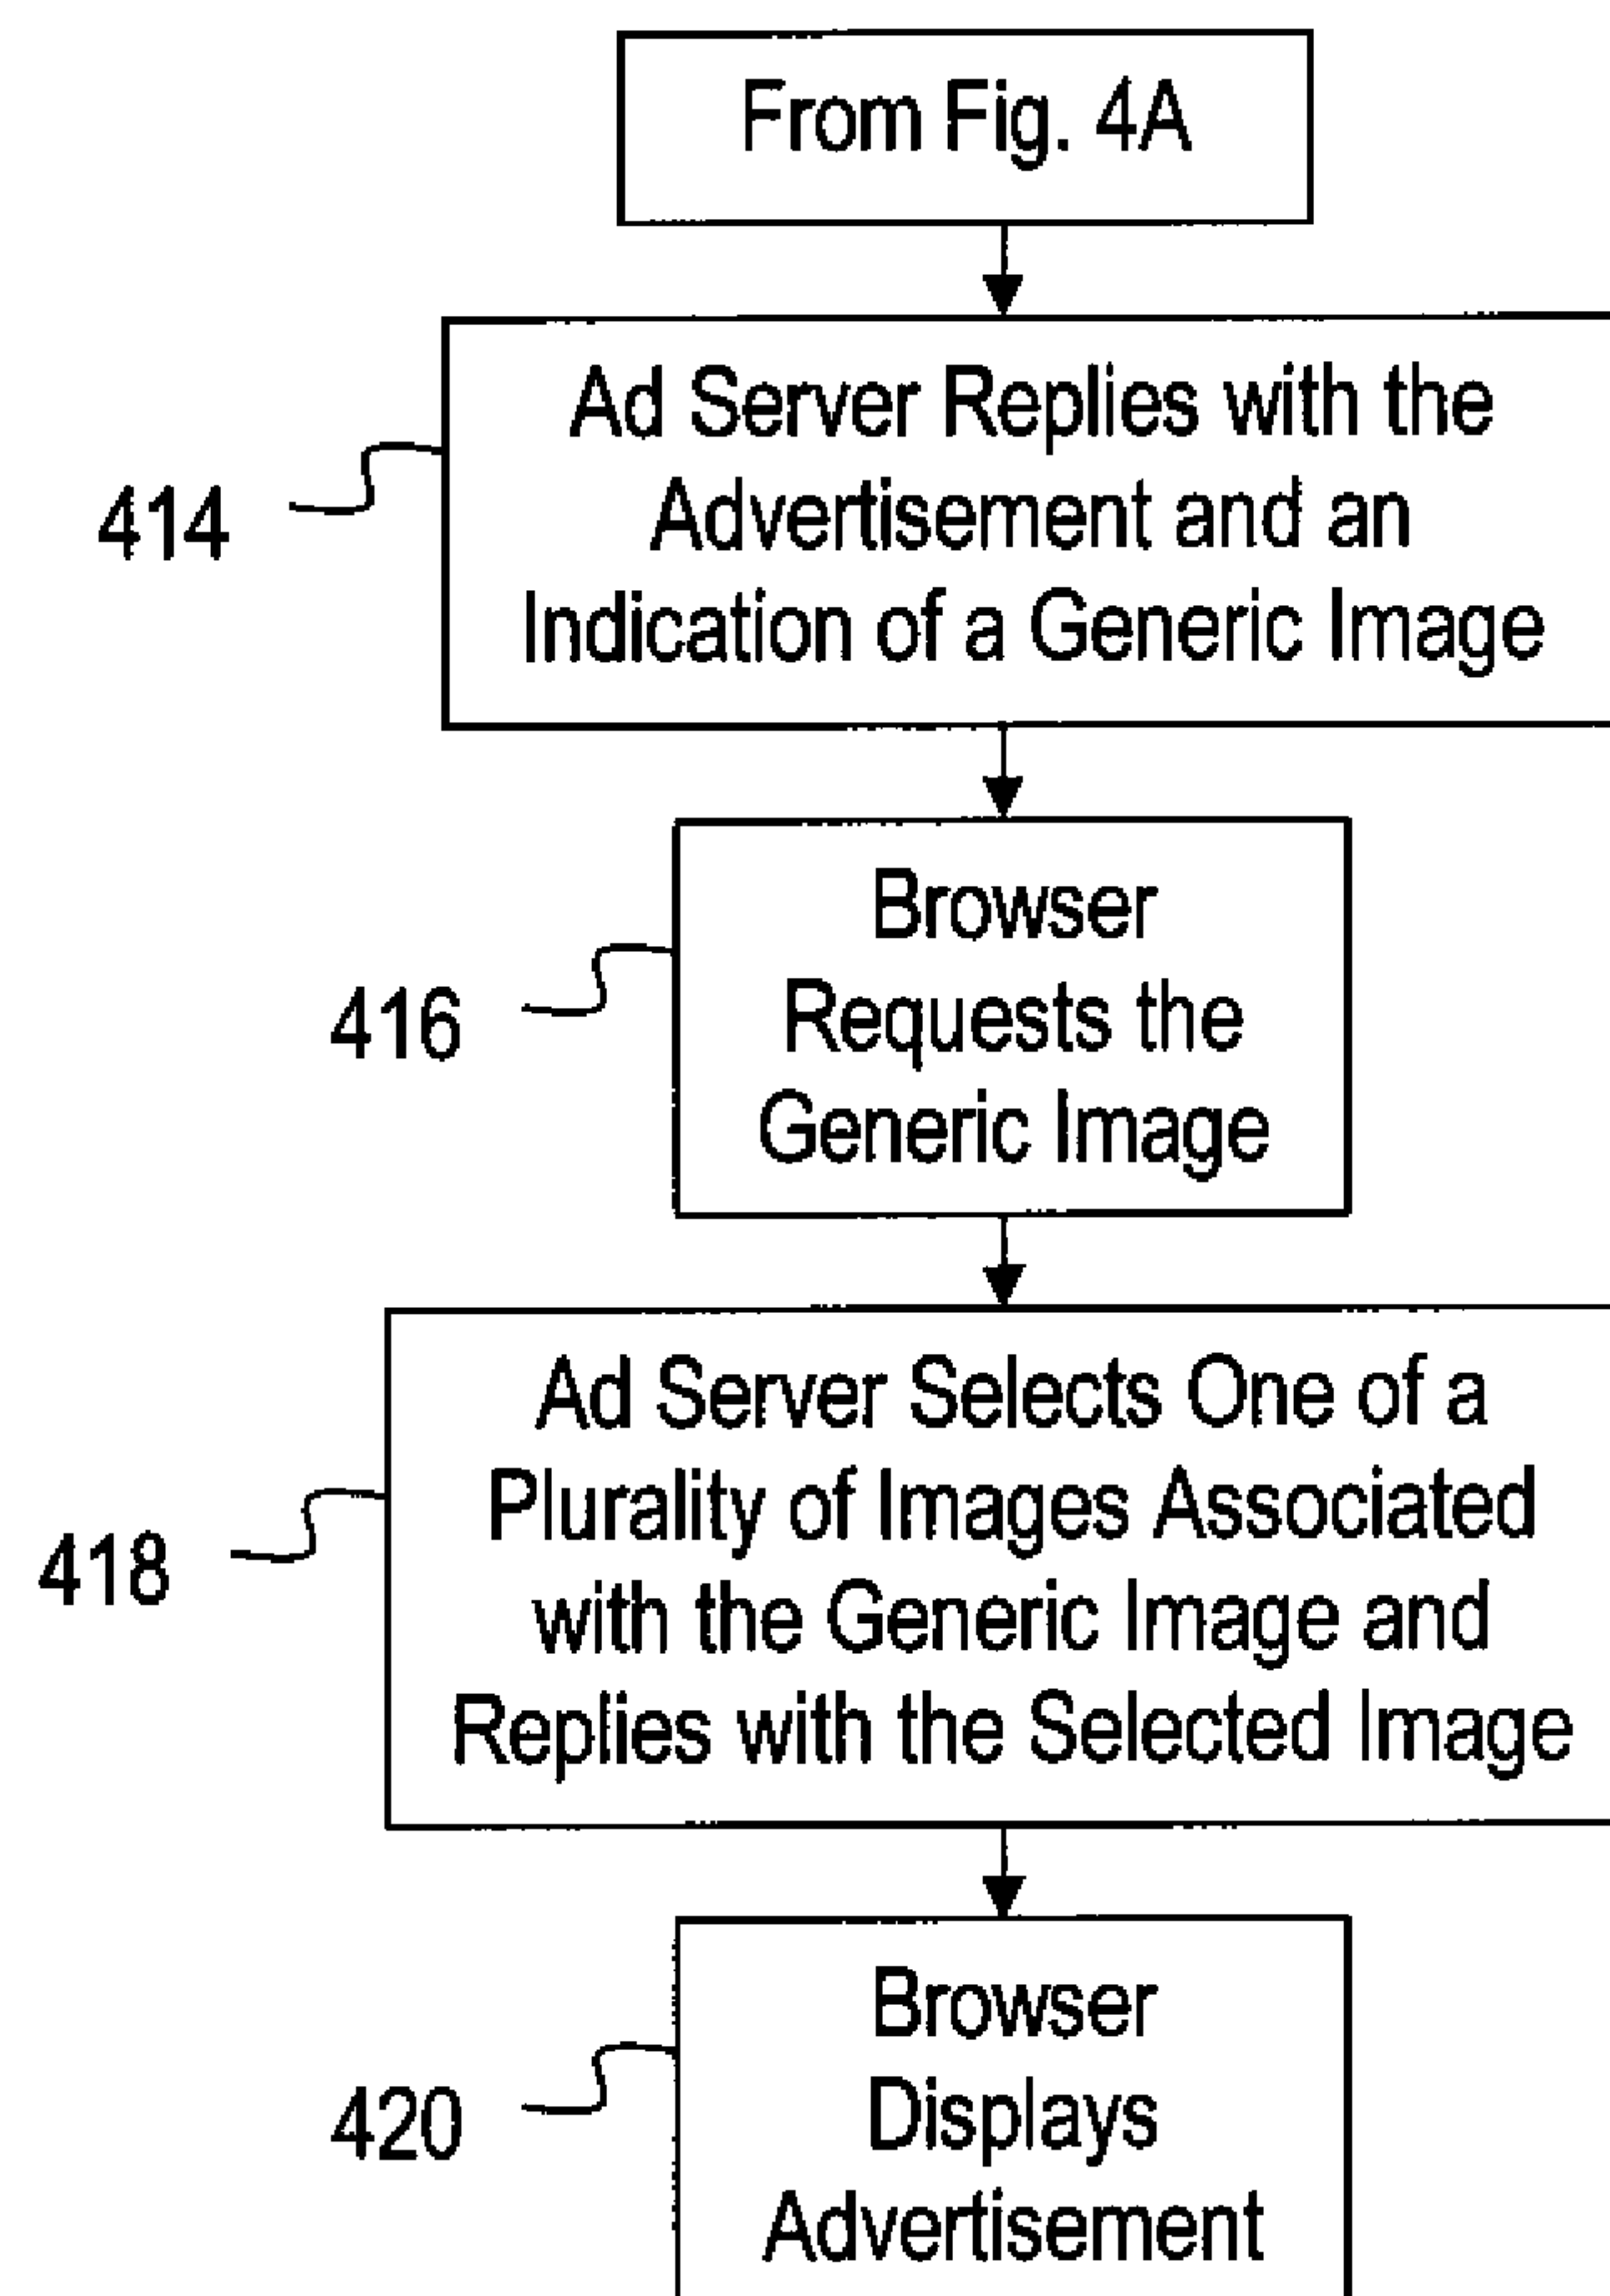 From Fig. 4A
Ad Server Replies with the
Advertisement and an
Indication of a Generic Image
414
Browser
Requests the
Generic Image
416
Ad Server Selects One of a
Plurality of Images Associated
with the Generic Image and
Replies with the Selected Image
418
Browser
Displays
Advertisement
420